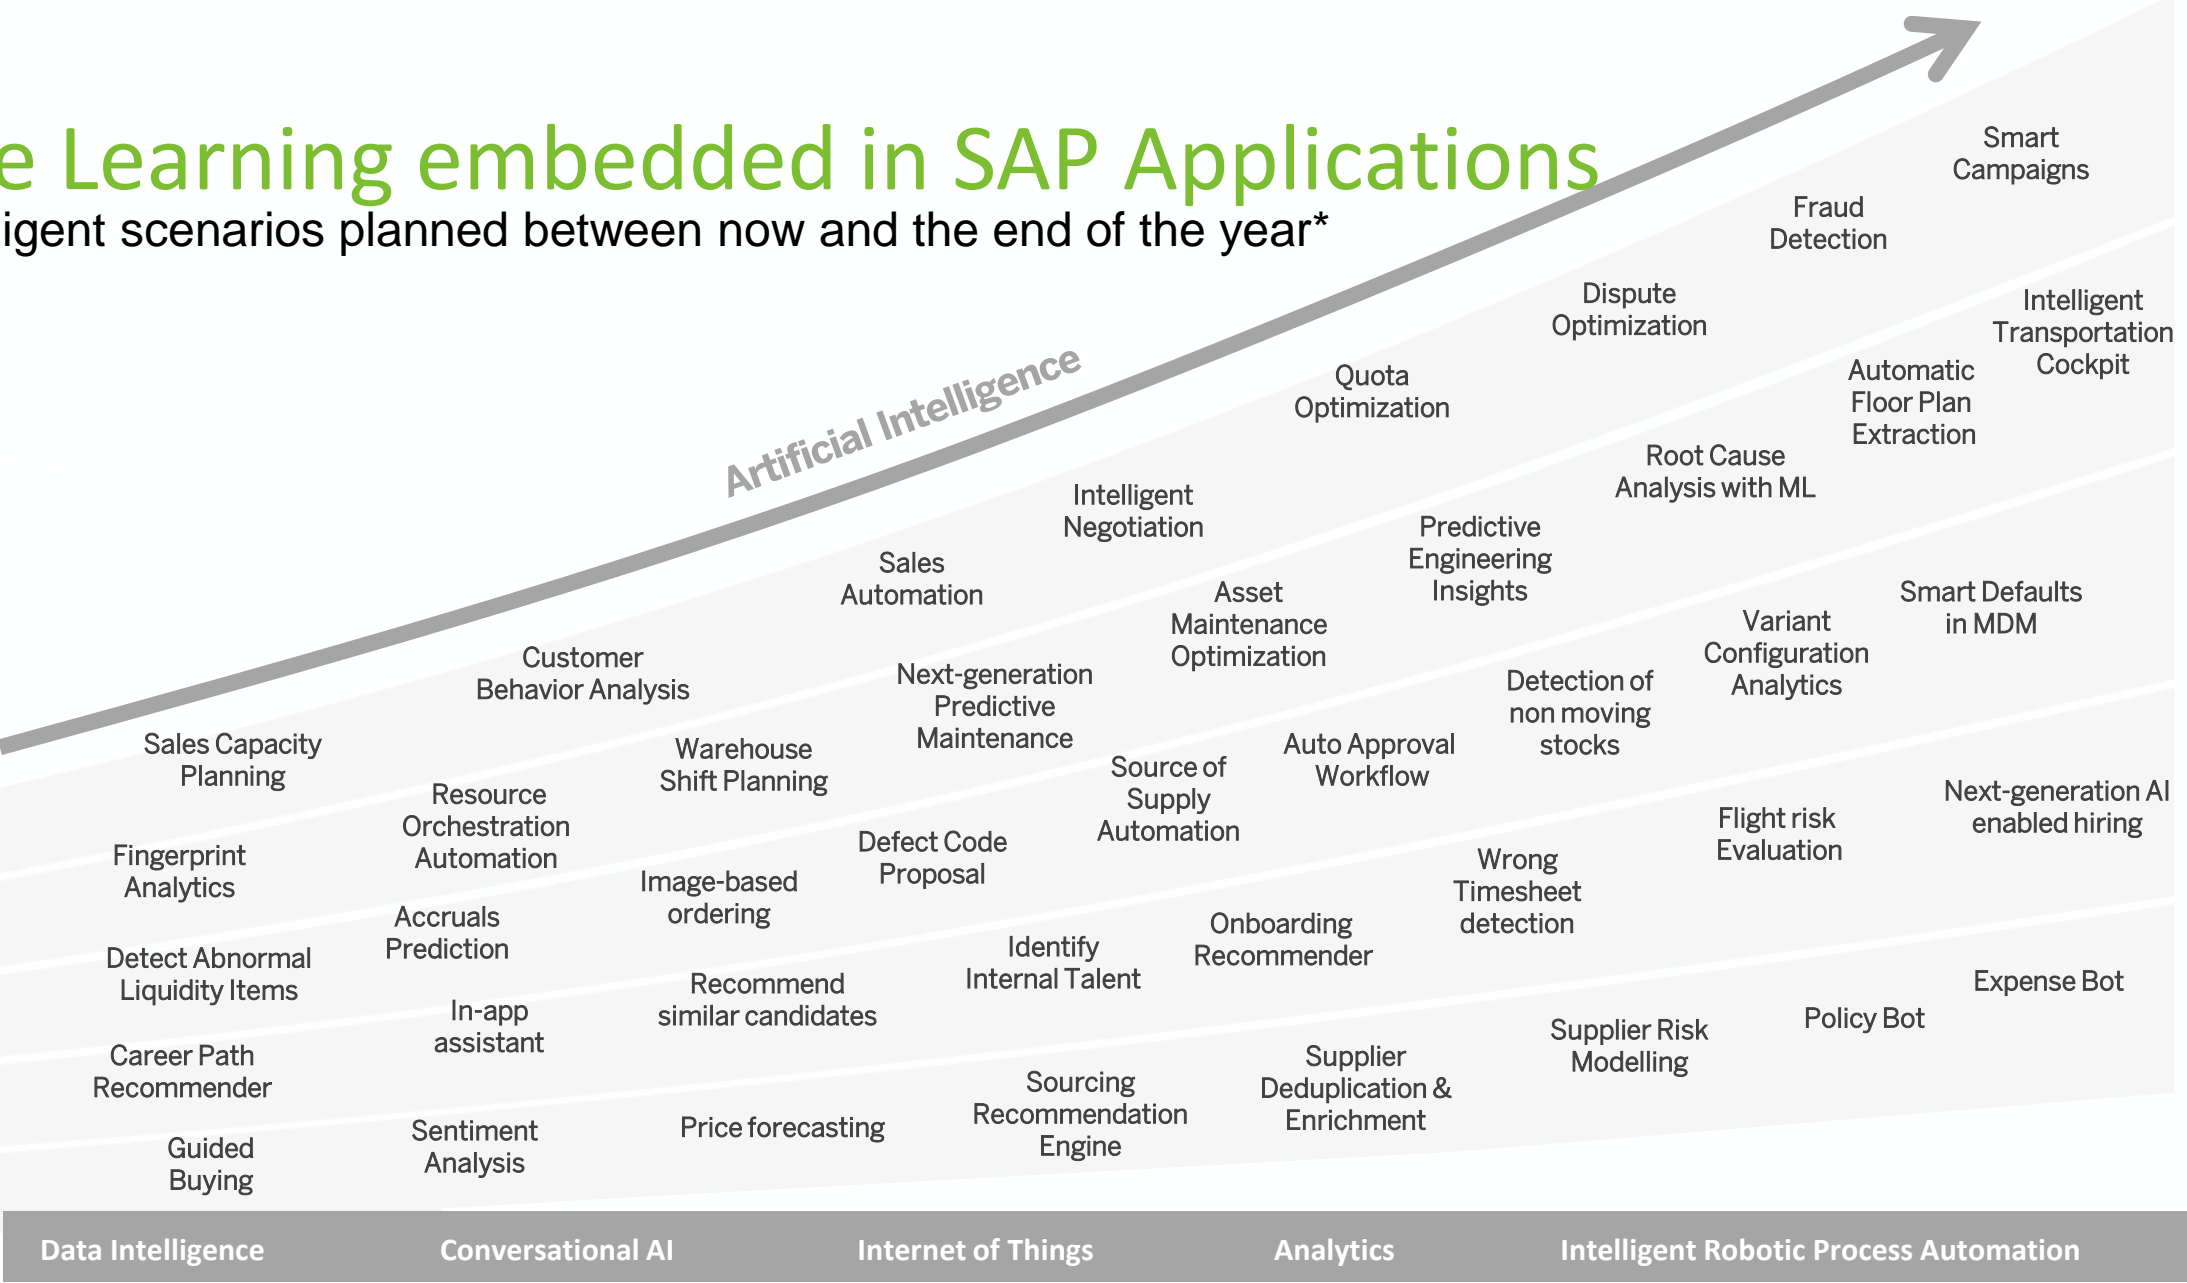 e Learning embedded in SAP Applications
igent scenarios planned between now and the end of the year*
Artificial Intelligence
Sales Capacity
Planning
Customer
Behavior Analysis
Sales
Automation
Intelligent
Negotiation
Quota
Optimization
Dispute
Optimization
Fraud
Detection
Smart
Campaigns
Fingerprint
Analytics
Resource
Orchestration
Automation
Warehouse
Shift Planning
Next-generation
Predictive
Maintenance
Asset
Maintenance
Optimization
Predictive
Engineering
Insights
Root Cause
Analysis with ML
Automatic
Floor Plan
Extraction
Intelligent
Transportation
Cockpit
Detect Abnormal
Liquidity Items
Accruals
Prediction
Image-based
ordering
Defect Code
Proposal
Source of
Supply
Automation
Auto Approval
Workflow
Detection of
non moving
stocks
Variant
Configuration
Analytics
Smart Defaults
in MDM
Career Path
Recommender
In-app
assistant
Recommend
similar candidates
Identify
Internal Talent
Onboarding
Recommender
Wrong
Timesheet
detection
Flight risk
Evaluation
Next-generation AI
enabled hiring
Guided
Buying
Sentiment
Analysis
Price forecasting
Sourcing
Recommendation
Engine
Supplier
Deduplication &
Enrichment
Supplier Risk
Modelling
Policy Bot
Expense Bot
Data Intelligence
Conversational AI
Internet of Things
Analytics
Intelligent Robotic Process Automation